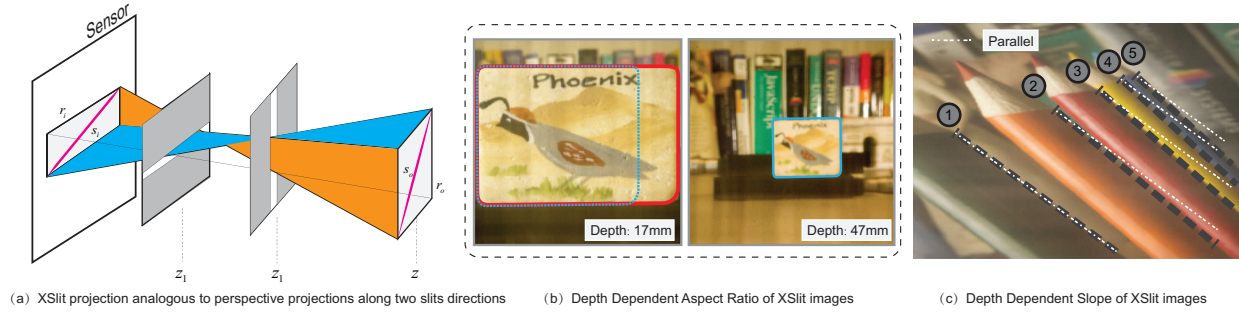 Sensor
r_i
s_i
s_o
r_o
z_1
z_1
z
(a) XSlit projection analogous to perspective projections along two slits directions
Phoenix
Depth: 17mm
Phoenix
JavaScript
Depth: 47mm
(b) Depth Dependent Aspect Ratio of XSlit images
Parallel
1
2
3
4
5
(c) Depth Dependent Slope of XSlit images